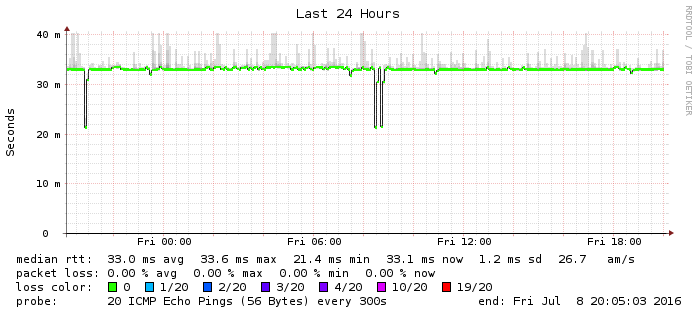 Last 24 Hours
RRDTOOL / TOBI OETIKER
Seconds
40 m
30 m
20 m
10 m
0
Fri 00:00 Fri 06:00 Fri 12:00 Fri 18:00
median rtt: 33.0 ms avg 33.6 ms max 21.4 ms min 33.1 ms now 1.2 ms sd 26.7 am/s
packet loss: 0.00 % avg 0.00 % max 0.00 % min 0.00 % now
loss color: 0 1/20 2/20 3/20 4/20 10/20 19/20
probe: 20 ICMP Echo Pings (56 Bytes) every 300s end: Fri Jul 8 20:05:03 2016